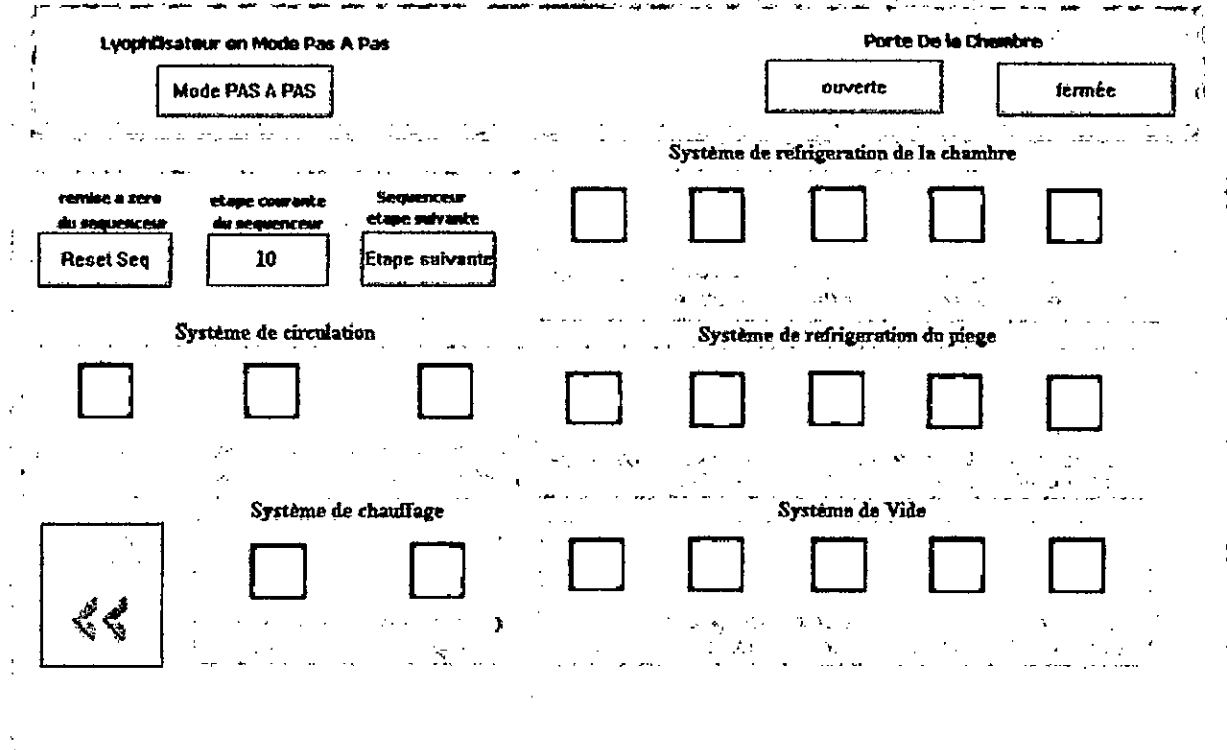 Lyophilisateur en Mode Pas A Pas
Mode PAS A PAS
Porte De la Chambre
ouverte
fermée
remise a zero
du sequenceur
Reset Seq
etape courante
du sequenceur
10
Sequenceur
etape suivante
Etape suivante
Système de refrigeration de la chambre
Système de circulation
Système de refrigeration du piege
Système de chauffage
Système de Vide
<<